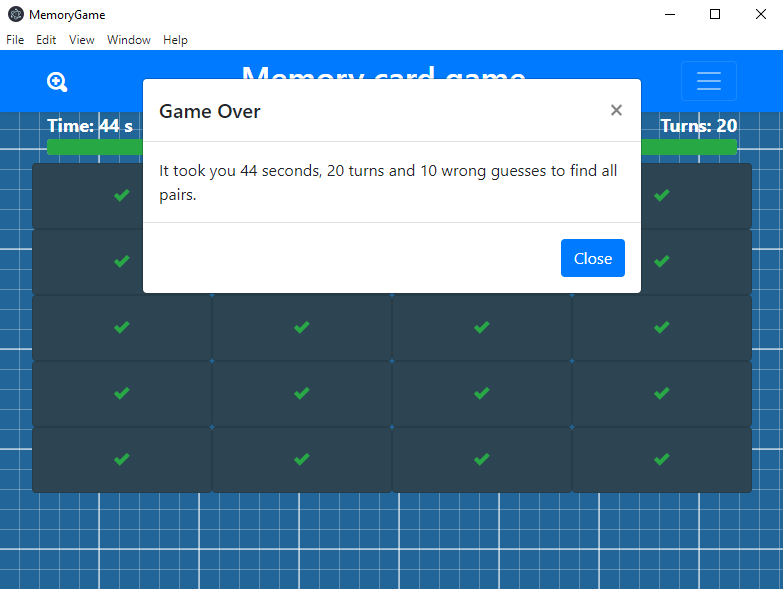 MemoryGame
File Edit View Window Help
Memory card game
Game Over ×
Time: 44 s Turns: 20
It took you 44 seconds, 20 turns and 10 wrong guesses to find all
pairs.
Close